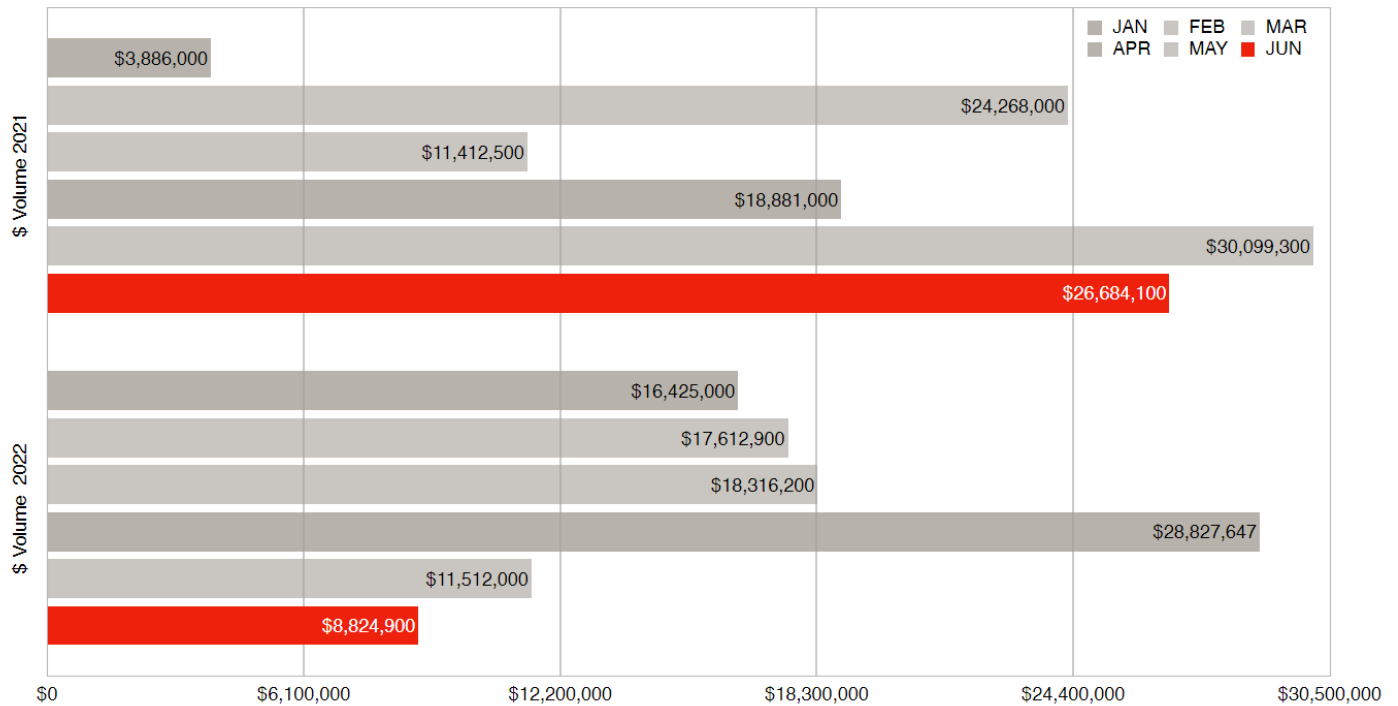 JAN FEB MAR
APR MAY JUN
$ Volume 2021
$3,886,000
$24,268,000
$11,412,500
$18,881,000
$30,099,300
$26,684,100
$ Volume 2022
$16,425,000
$17,612,900
$18,316,200
$28,827,647
$11,512,000
$8,824,900
$0 $6,100,000 $12,200,000 $18,300,000 $24,400,000 $30,500,000